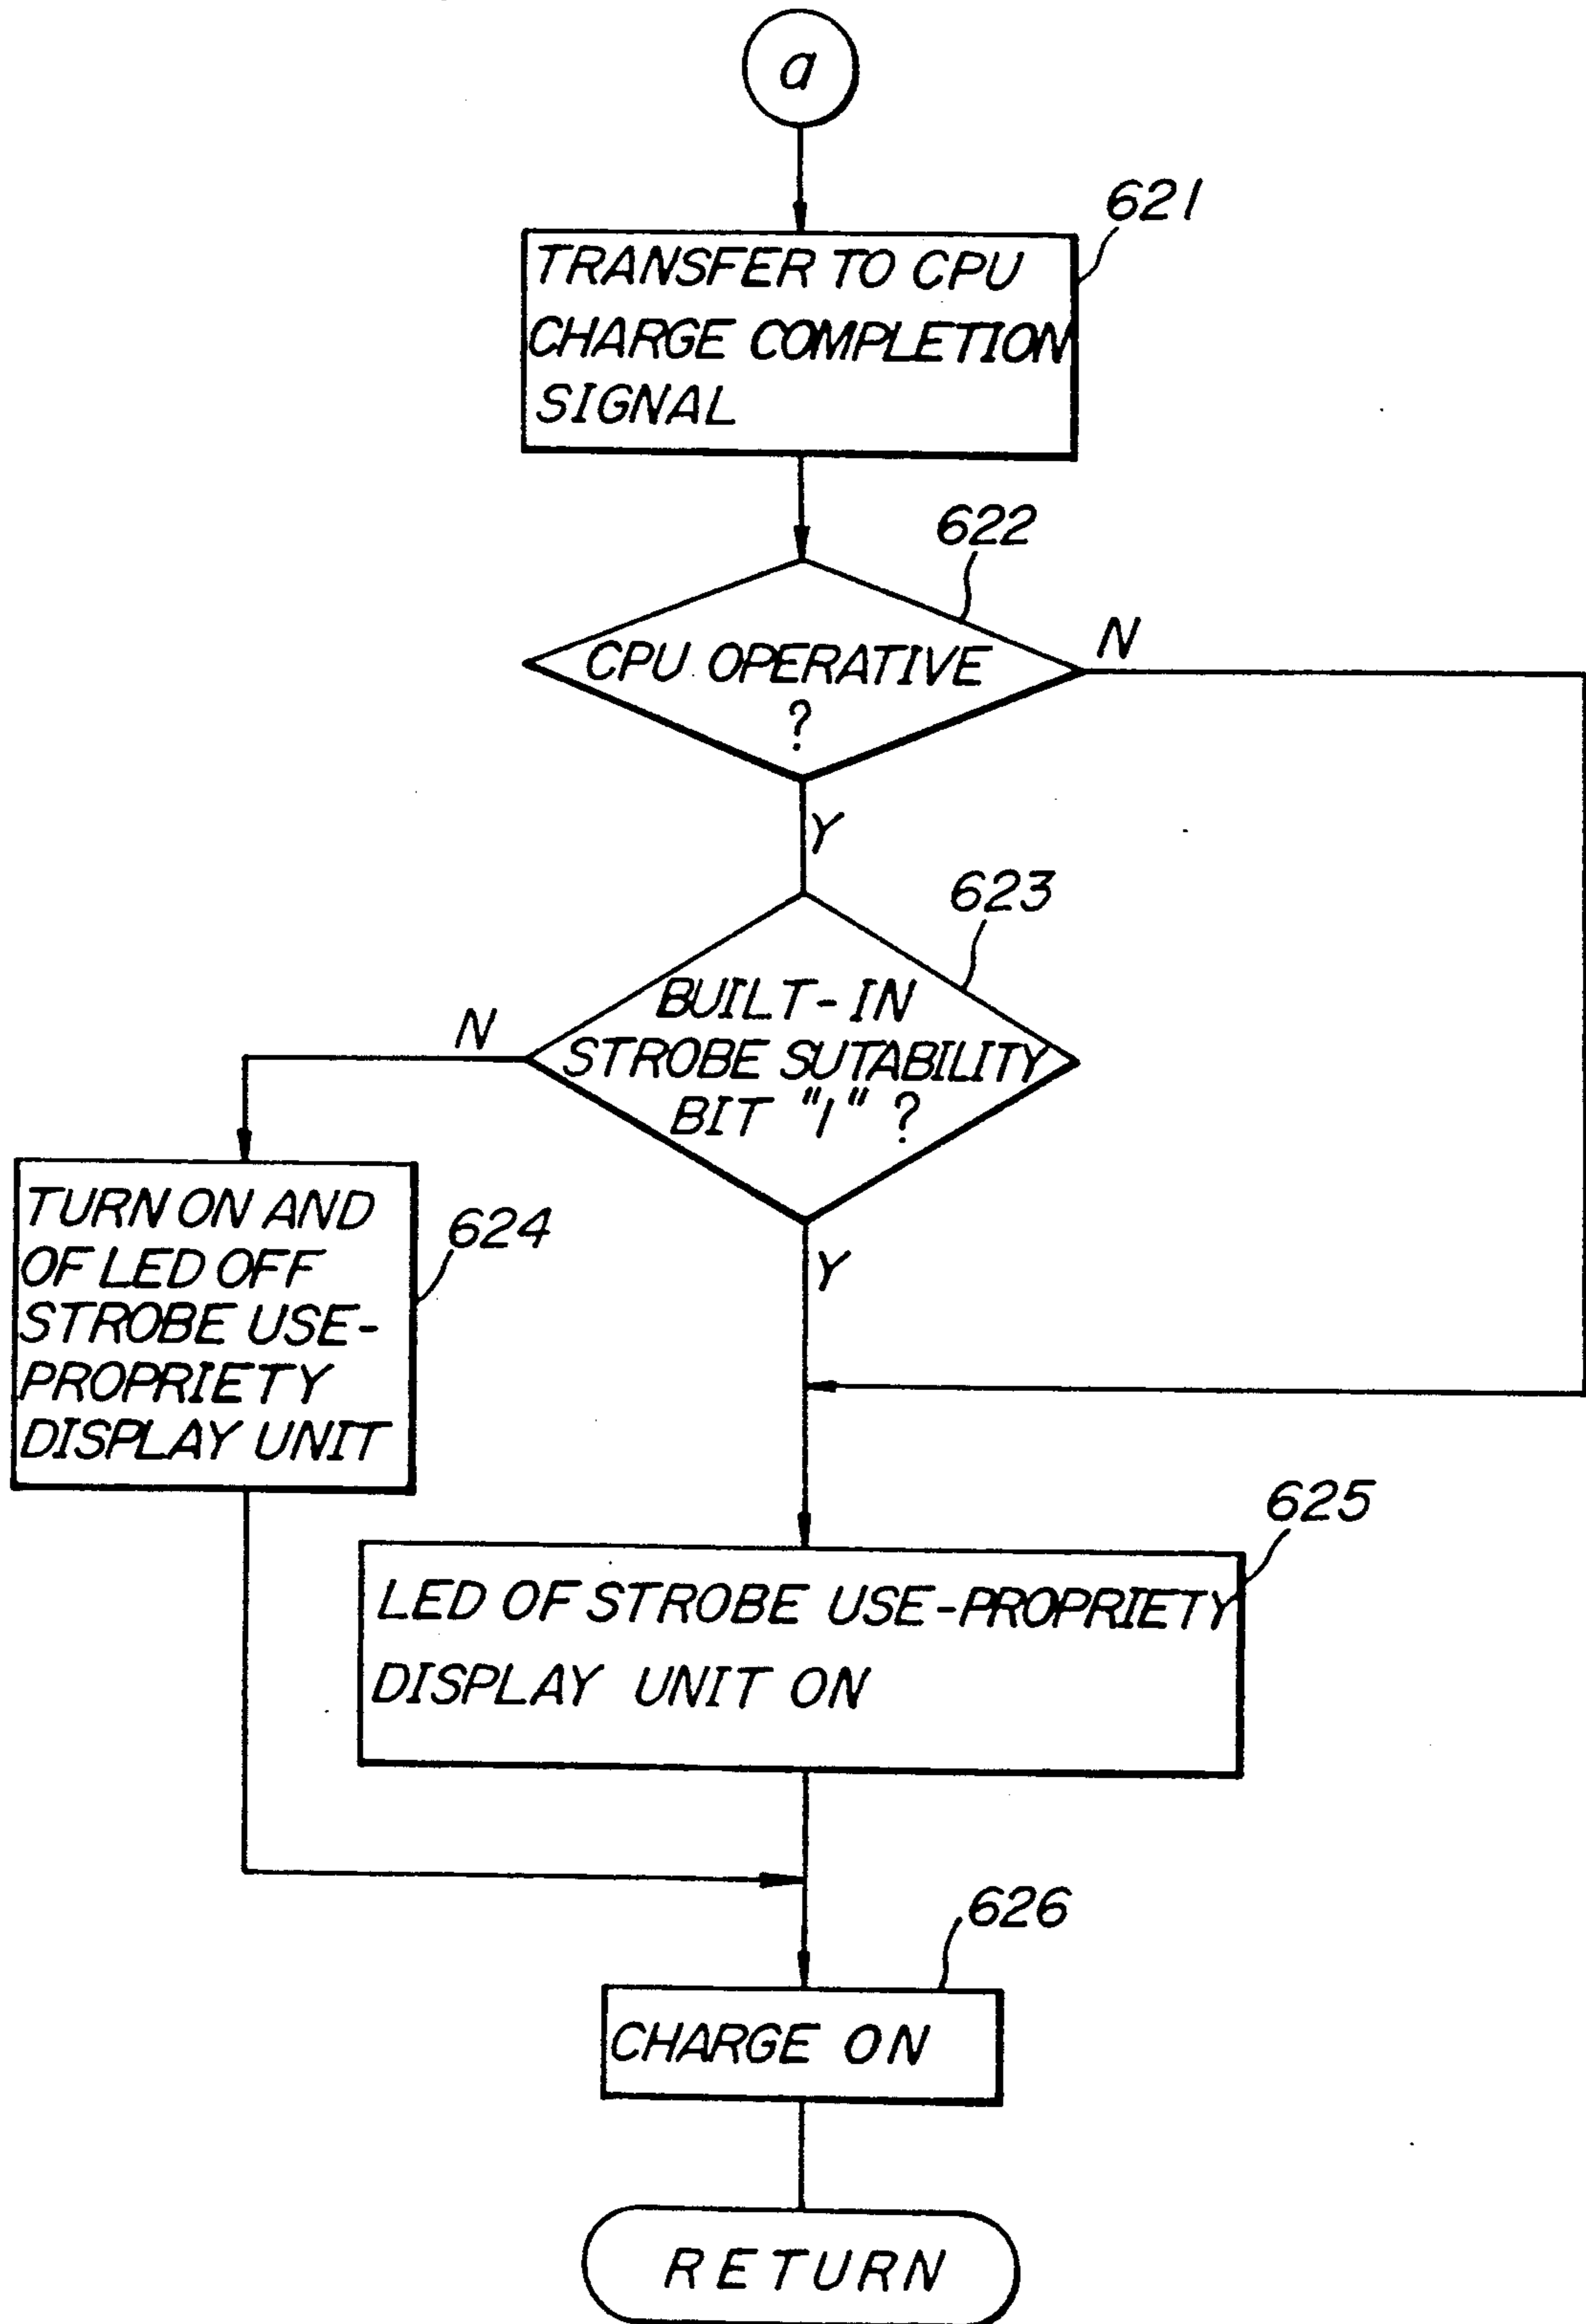 a
621
TRANSFER TO CPU
CHARGE COMPLETION
SIGNAL
622
CPU OPERATIVE
?
N
Y
623
BUILT-IN
STROBE SUTABILITY
BIT "1" ?
N
Y
TURN ON AND
OF LED OFF
STROBE USE-
PROPRIETY
DISPLAY UNIT
624
625
LED OF STROBE USE-PROPRIETY
DISPLAY UNIT ON
626
CHARGE ON
RETURN